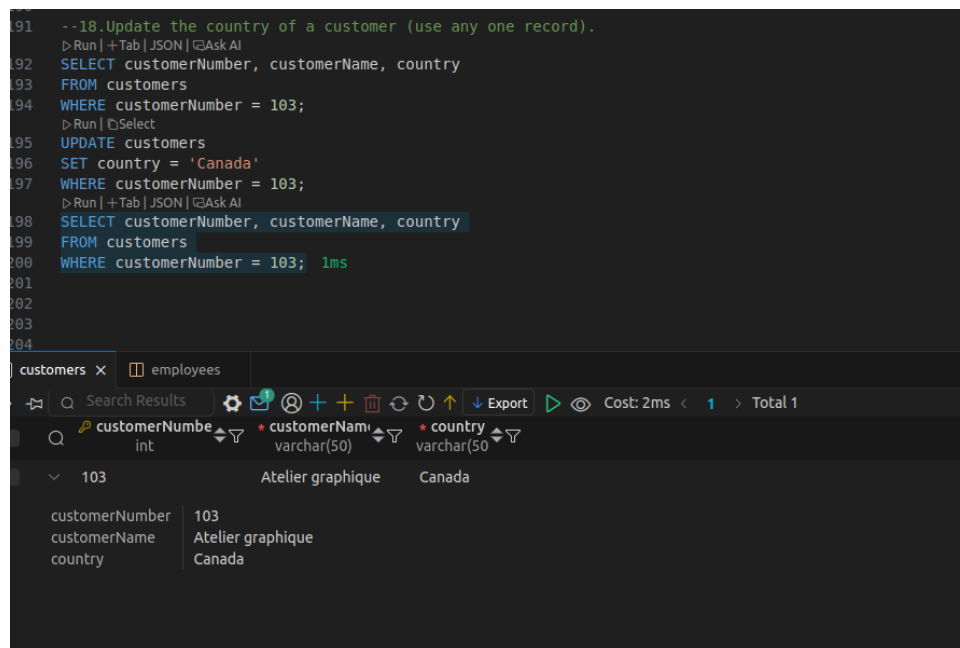 191 --18.Update the country of a customer (use any one record).
Run | +Tab | JSON | Ask AI
192 SELECT customerNumber, customerName, country
193 FROM customers
194 WHERE customerNumber = 103;
Run | Select
195 UPDATE customers
196 SET country = 'Canada'
197 WHERE customerNumber = 103;
Run | +Tab | JSON | Ask AI
198 SELECT customerNumber, customerName, country
199 FROM customers
200 WHERE customerNumber = 103; 1ms
201
202
203
204
customers × employees
Search Results 1 Export Cost: 2ms < 1 > Total 1
customerNumbe * customerNam * country
int varchar(50) varchar(50
103 Atelier graphique Canada
customerNumber 103
customerName Atelier graphique
country Canada